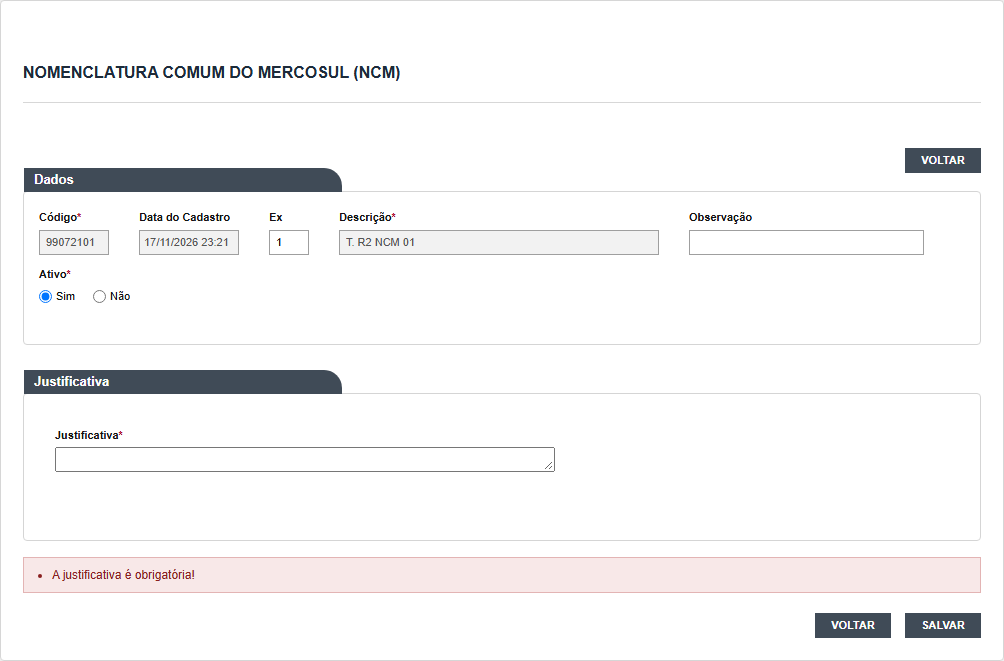 NOMENCLATURA COMUM DO MERCOSUL (NCM)
VOLTAR
Dados
Código* Data do Cadastro Ex Descrição* Observação
99072101 17/11/2026 23:21 1 T. R2 NCM 01
Ativo*
Sim Não
Justificativa
Justificativa*
A justificativa é obrigatória!
VOLTAR SALVAR